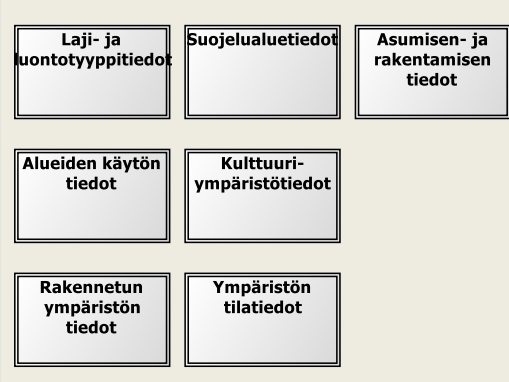 Laji- ja
luontotyyppitiedot
Suojelualuetiedot
Asumisen- ja
rakentamisen
tiedot
Alueiden käytön
tiedot
Kulttuuri-
ympäristötiedot
Rakennetun
ympäristön
tiedot
Ympäristön
tilatiedot